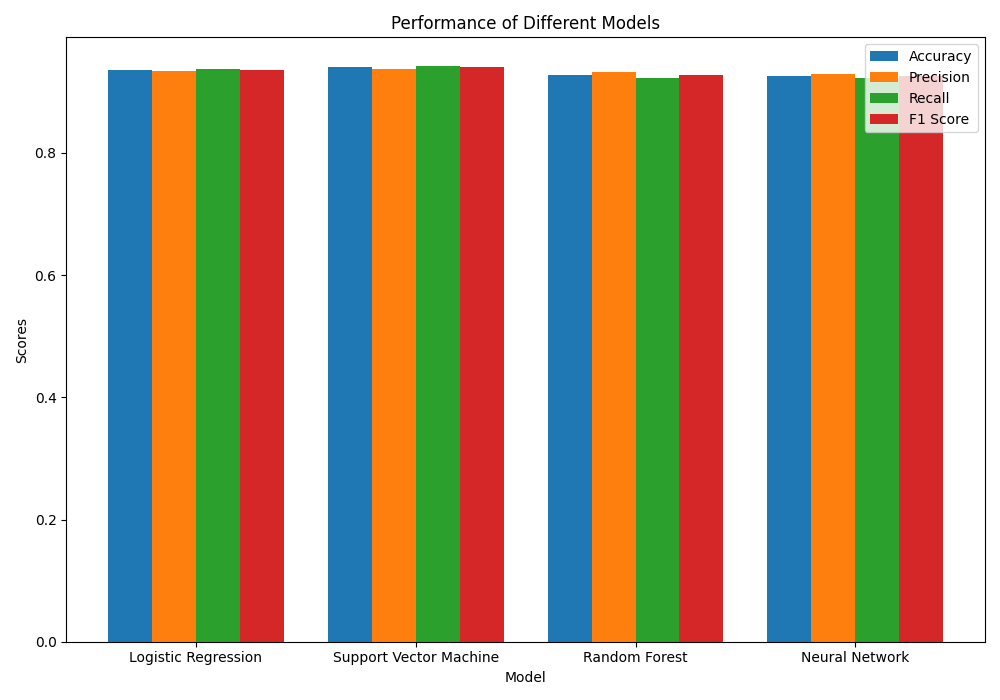 Performance of Different Models
Accuracy
Precision
Recall
F1 Score
0.8
0.6
0.4
0.2
0.0
Scores
Logistic Regression
Support Vector Machine
Random Forest
Neural Network
Model